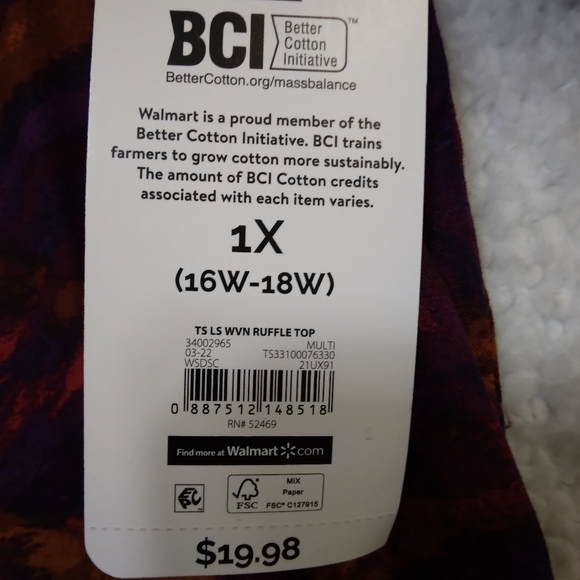 BCI Better Cotton Initiative™
BetterCotton.org/massbalance
Walmart is a proud member of the
Better Cotton Initiative. BCI trains
farmers to grow cotton more sustainably.
The amount of BCI Cotton credits
associated with each item varies.
1X
(16W-18W)
TS LS WVN RUFFLE TOP
34002965 MULTI
03-22 TS33100076330
WSDSC 21UX91
0 887512 148518
RN# 52469
Find more at Walmart.com
FSC MIX
Paper
FSC® C127915
$19.98